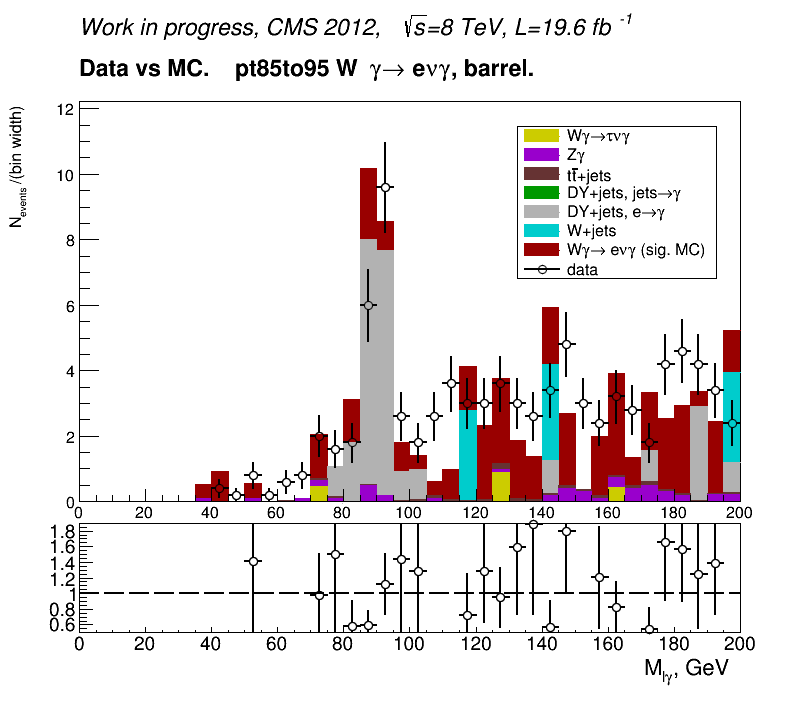 Work in progress, CMS 2012, √s=8 TeV, L=19.6 fb⁻¹
Data vs MC. pt85to95 W γ→ eνγ, barrel.
N_events /(bin width)
12
10
8
6
4
2
0
Wγ→τνγ
Zγ
tt̄+jets
DY+jets, jets→γ
DY+jets, e→γ
W+jets
Wγ→ eνγ (sig. MC)
data
0 20 40 60 80 100 120 140 160 180 200
1.8
1.6
1.4
1.2
1
0.8
0.6
0 20 40 60 80 100 120 140 160 180 200
M_lγ, GeV